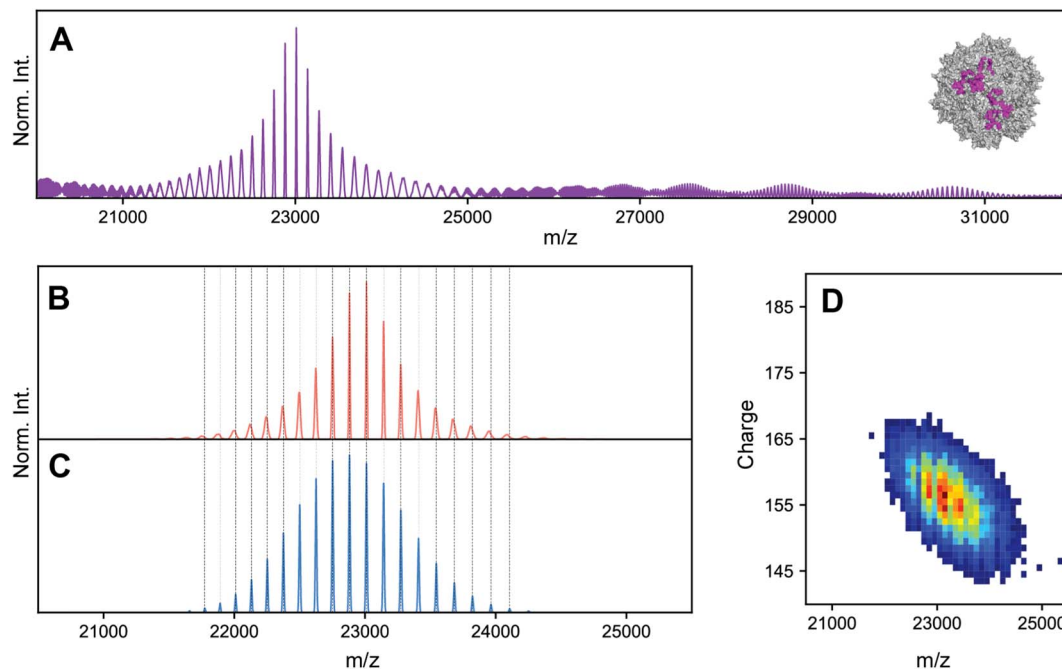 A
Norm. Int.
21000 23000 25000 27000 29000 31000
m/z
B
C
Norm. Int.
21000 22000 23000 24000 25000
m/z
D
Charge
185
175
165
155
145
21000 23000 25000
m/z